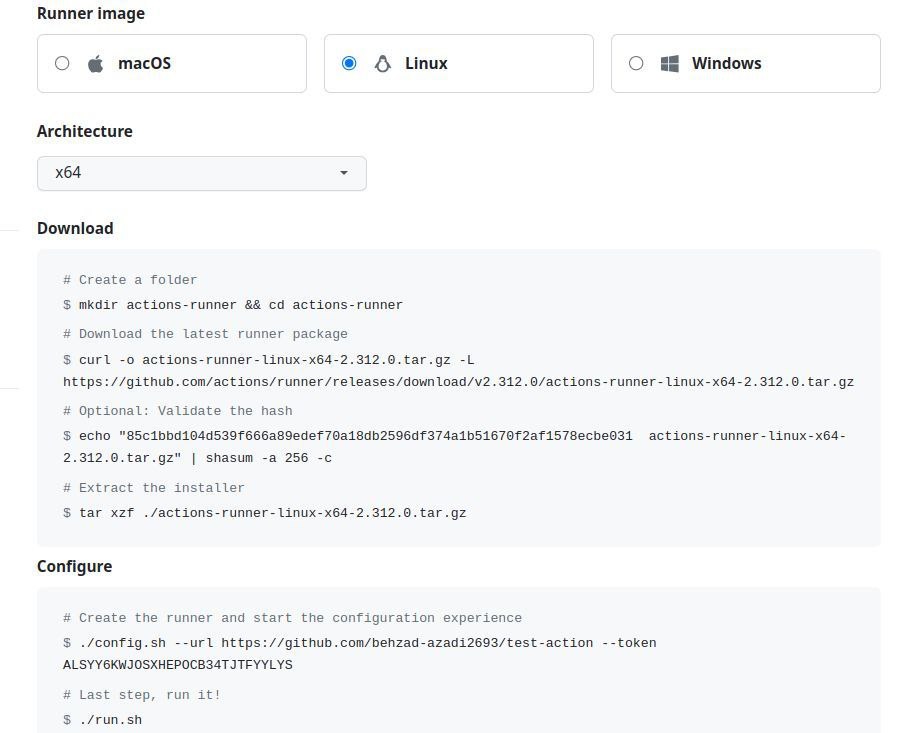 Runner image
macOS
Linux
Windows
Architecture
x64
Download
# Create a folder
$ mkdir actions-runner && cd actions-runner
# Download the latest runner package
$ curl -o actions-runner-linux-x64-2.312.0.tar.gz -L
https://github.com/actions/runner/releases/download/v2.312.0/actions-runner-linux-x64-2.312.0.tar.gz
# Optional: Validate the hash
$ echo "85c1bbd104d539f666a89edef70a18db2596df374a1b51670f2af1578ecbe031  actions-runner-linux-x64-
2.312.0.tar.gz" | shasum -a 256 -c
# Extract the installer
$ tar xzf ./actions-runner-linux-x64-2.312.0.tar.gz
Configure
# Create the runner and start the configuration experience
$ ./config.sh --url https://github.com/behzad-azadi2693/test-action --token
ALSYY6KWJOSXHEPOCB34TJTFYYLYS
# Last step, run it!
$ ./run.sh